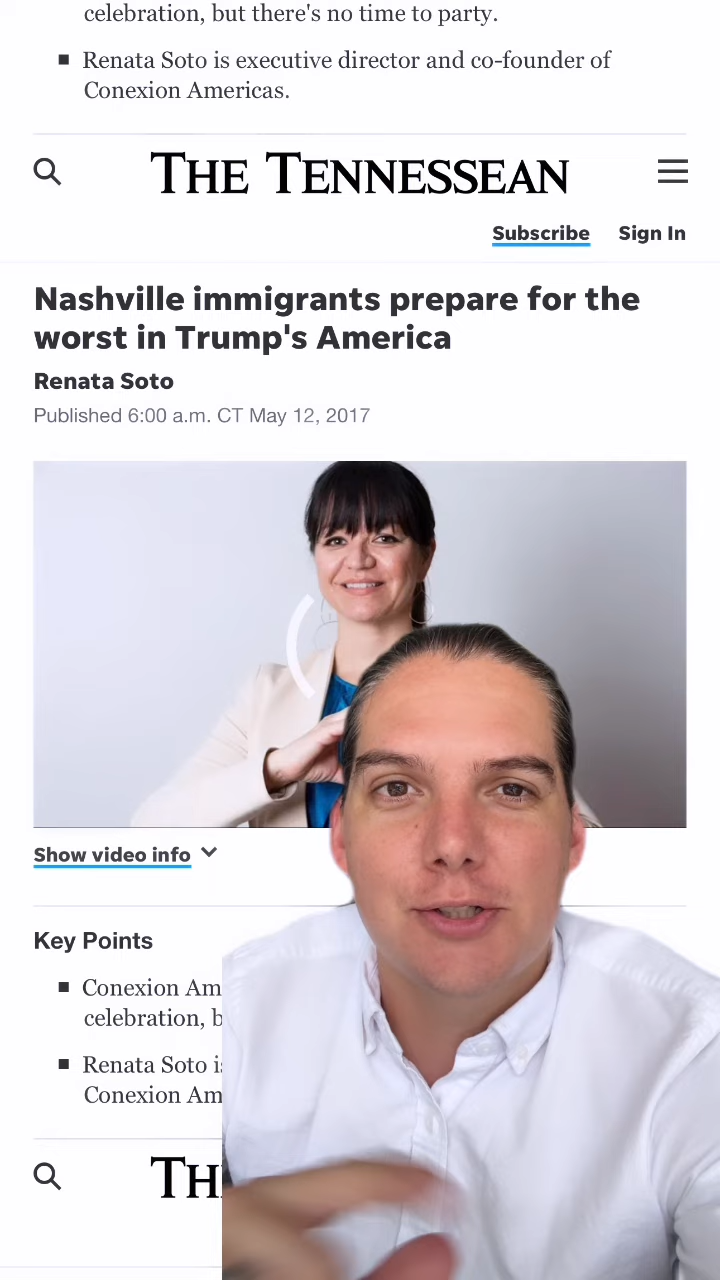 celebration, but there's no time to party.
▪ Renata Soto is executive director and co-founder of
Conexion Americas.
THE TENNESSEAN
Subscribe Sign In
Nashville immigrants prepare for the
worst in Trump's America
Renata Soto
Published 6:00 a.m. CT May 12, 2017
Show video info
Key Points
▪ Conexion Am
celebration, b
▪ Renata Soto i
Conexion Am
TH